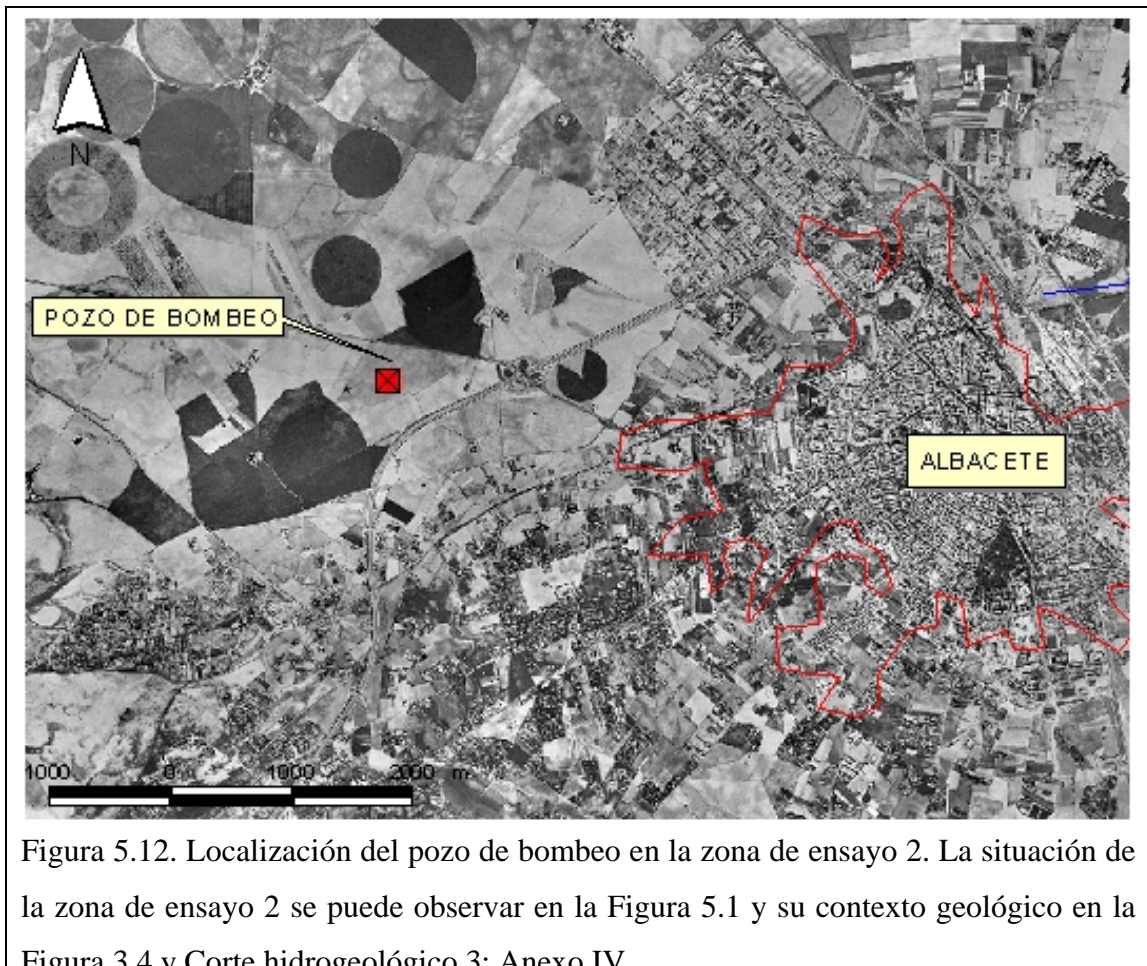 N
POZO DE BOMBEO
ALBACETE
1000 0 1000 2000 m
Figura 5.12. Localización del pozo de bombeo en la zona de ensayo 2. La situación de
la zona de ensayo 2 se puede observar en la Figura 5.1 y su contexto geológico en la
Figura 3.4 y Corte hidrogeológico 3: Anexo IV